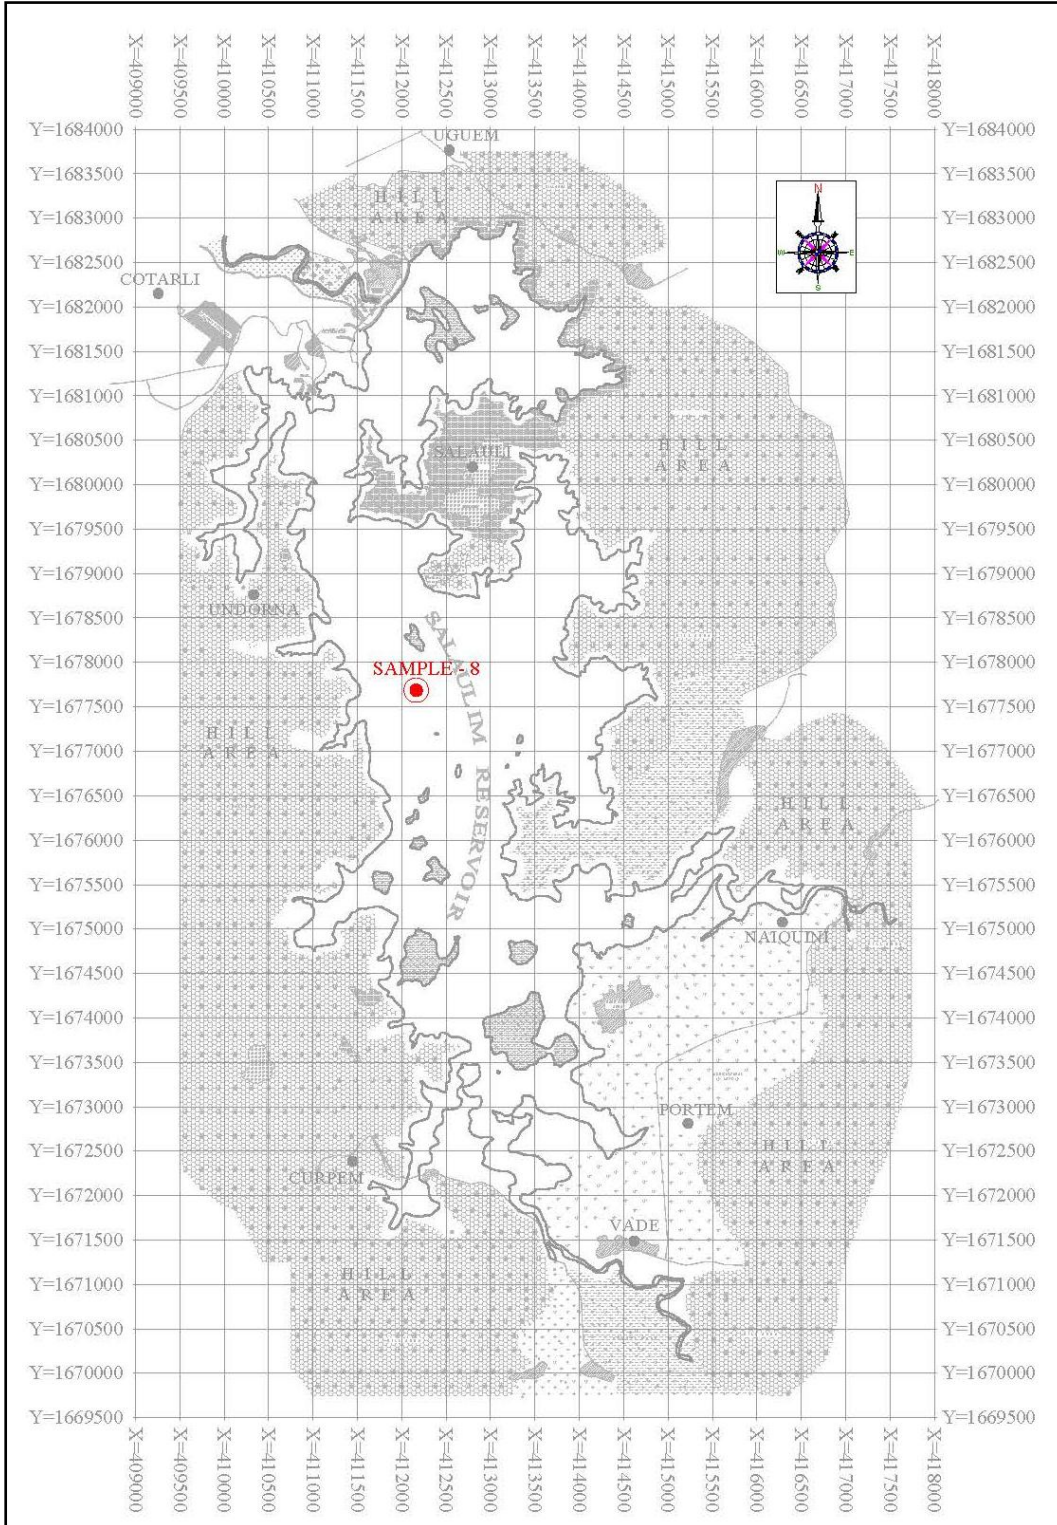 X=409000
X=409500
X=410000
X=410500
X=411000
X=411500
X=412000
X=412500
X=413000
X=413500
X=414000
X=414500
X=415000
X=415500
X=416000
X=416500
X=417000
X=417500
X=418000
Y=1684000 Y=1684000
UGUEM
Y=1683500 Y=1683500
N
HILL
AREA
Y=1683000 Y=1683000
E
Y=1682500 Y=1682500
S
COTARLI
Y=1682000 Y=1682000
Y=1681500 Y=1681500
Y=1681000 Y=1681000
Y=1680500 Y=1680500
SALAULI
HILL
AREA
Y=1680000 Y=1680000
Y=1679500 Y=1679500
Y=1679000 Y=1679000
UNDORNA
Y=1678500 Y=1678500
SALAULIM RESERVOIR
Y=1678000 Y=1678000
SAMPLE - 8
Y=1677500 Y=1677500
HILL
AREA
Y=1677000 Y=1677000
Y=1676500 Y=1676500
HILL
AREA
Y=1676000 Y=1676000
Y=1675500 Y=1675500
Y=1675000 Y=1675000
NAIQUINI
Y=1674500 Y=1674500
Y=1674000 Y=1674000
Y=1673500 Y=1673500
Y=1673000 Y=1673000
PORTEM
HILL
AREA
Y=1672500 Y=1672500
CURPEM
Y=1672000 Y=1672000
VADE
Y=1671500 Y=1671500
HILL
AREA
Y=1671000 Y=1671000
Y=1670500 Y=1670500
Y=1670000 Y=1670000
Y=1669500 Y=1669500
X=409000
X=409500
X=410000
X=410500
X=411000
X=411500
X=412000
X=412500
X=413000
X=413500
X=414000
X=414500
X=415000
X=415500
X=416000
X=416500
X=417000
X=417500
X=418000